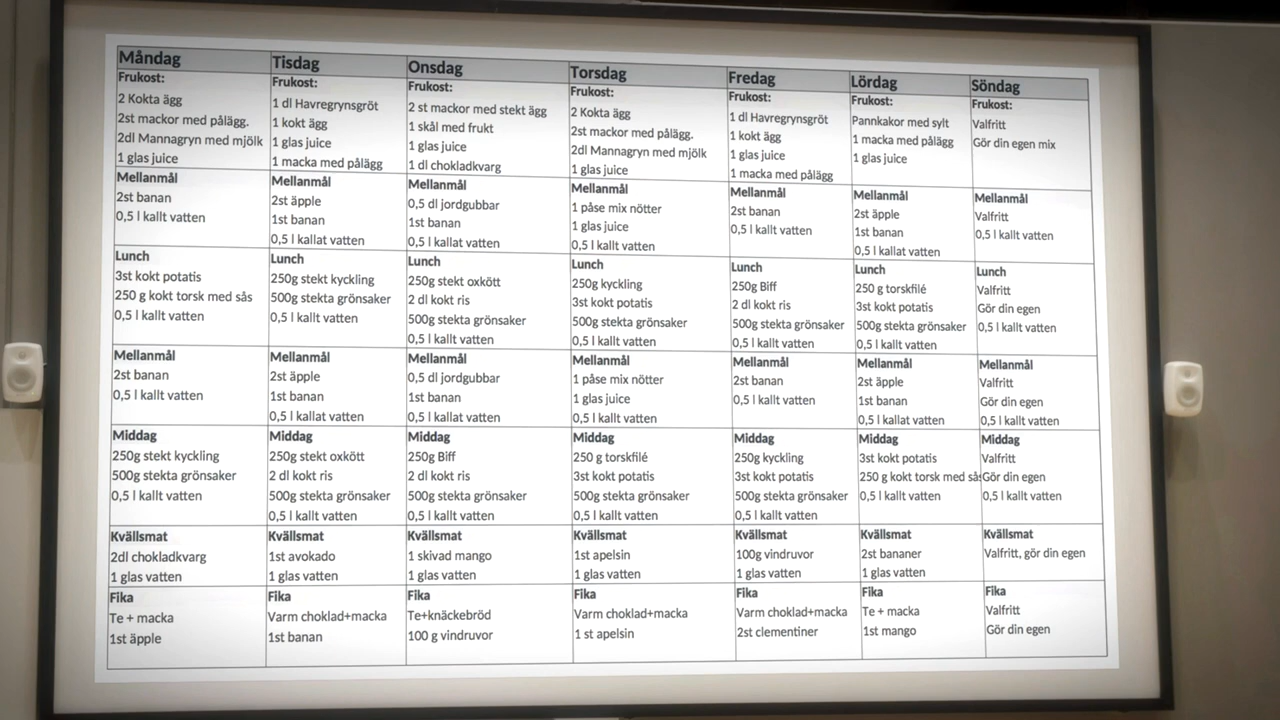 Måndag
Frukost:
2 Kokta ägg
2st mackor med pålägg.
2dl Mannagryn med mjölk
1 glas juice
Mellanmål
2st banan
0,5 l kallt vatten
Lunch
3st kokt potatis
250 g kokt torsk med sås
0,5 l kallt vatten
Mellanmål
2st banan
0,5 l kallt vatten
Middag
250g stekt kyckling
500g stekta grönsaker
0,5 l kallt vatten
Kvällsmat
2dl chokladkvarg
1 glas vatten
Fika
Te + macka
1st äpple
Tisdag
Frukost:
1 dl Havregrynsgröt
1 kokt ägg
1 glas juice
1 macka med pålägg
Mellanmål
2st äpple
1st banan
0,5 l kallat vatten
Lunch
250g stekt kyckling
500g stekta grönsaker
0,5 l kallt vatten
Mellanmål
2st äpple
1st banan
0,5 l kallat vatten
Middag
250g stekt oxkött
2 dl kokt ris
500g stekta grönsaker
0,5 l kallt vatten
Kvällsmat
1st avokado
1 glas vatten
Fika
Varm choklad+macka
1st banan
Onsdag
Frukost:
2 st mackor med stekt ägg
1 skål med frukt
1 glas juice
1 dl chokladkvarg
Mellanmål
0,5 dl jordgubbar
1st banan
0,5 l kallat vatten
Lunch
250g stekt oxkött
2 dl kokt ris
500g stekta grönsaker
0,5 l kallt vatten
Mellanmål
0,5 dl jordgubbar
1st banan
0,5 l kallat vatten
Middag
250g Biff
2 dl kokt ris
500g stekta grönsaker
0,5 l kallt vatten
Kvällsmat
1 skivad mango
1 glas vatten
Fika
Te+knäckebröd
100 g vindruvor
Torsdag
Frukost:
2 Kokta ägg
2st mackor med pålägg.
2dl Mannagryn med mjölk
1 glas juice
Mellanmål
1 påse mix nötter
1 glas juice
0,5 l kallt vatten
Lunch
250g kyckling
3st kokt potatis
500g stekta grönsaker
0,5 l kallt vatten
Mellanmål
1 påse mix nötter
1 glas juice
0,5 l kallt vatten
Middag
250 g torskfilé
3st kokt potatis
500g stekta grönsaker
0,5 l kallt vatten
Kvällsmat
1st apelsin
1 glas vatten
Fika
Varm choklad+macka
1 st apelsin
Fredag
Frukost:
1 dl Havregrynsgröt
1 kokt ägg
1 glas juice
1 macka med pålägg
Mellanmål
2st banan
0,5 l kallt vatten
Lunch
250g Biff
2 dl kokt ris
500g stekta grönsaker
0,5 l kallt vatten
Mellanmål
2st banan
0,5 l kallt vatten
Middag
250g kyckling
3st kokt potatis
500g stekta grönsaker
0,5 l kallt vatten
Kvällsmat
100g vindruvor
1 glas vatten
Fika
Varm choklad+macka
2st clementiner
Lördag
Frukost:
Pannkakor med sylt
1 macka med pålägg
1 glas juice
Mellanmål
2st äpple
1st banan
0,5 l kallat vatten
Lunch
250 g torskfilé
3st kokt potatis
500g stekta grönsaker
0,5 l kallt vatten
Mellanmål
2st äpple
1st banan
0,5 l kallat vatten
Middag
3st kokt potatis
250 g kokt torsk med sås
0,5 l kallt vatten
Kvällsmat
2st bananer
1 glas vatten
Fika
Te + macka
1st mango
Söndag
Frukost:
Valfritt
Gör din egen mix
Mellanmål
Valfritt
0,5 l kallt vatten
Lunch
Valfritt
Gör din egen
0,5 l kallt vatten
Mellanmål
Valfritt
Gör din egen
0,5 l kallt vatten
Middag
Valfritt
Gör din egen
0,5 l kallt vatten
Kvällsmat
Valfritt, gör din egen
Fika
Valfritt
Gör din egen